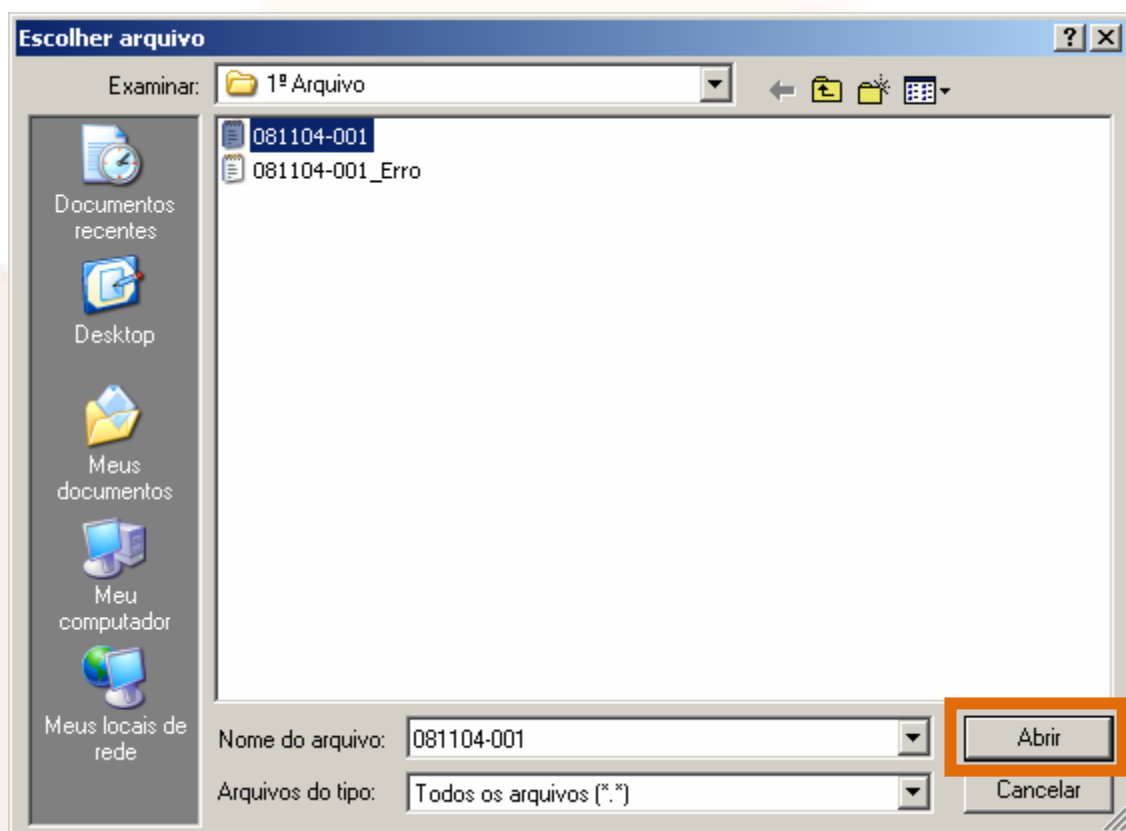 Escolher arquivo
Examinar:
1º Arquivo
081104-001
081104-001_Erro
Documentos
recentes
Desktop
Meus
documentos
Meu
computador
Meus locais de
rede
Nome do arquivo:
081104-001
Abrir
Arquivos do tipo:
Todos os arquivos (*.*)
Cancelar